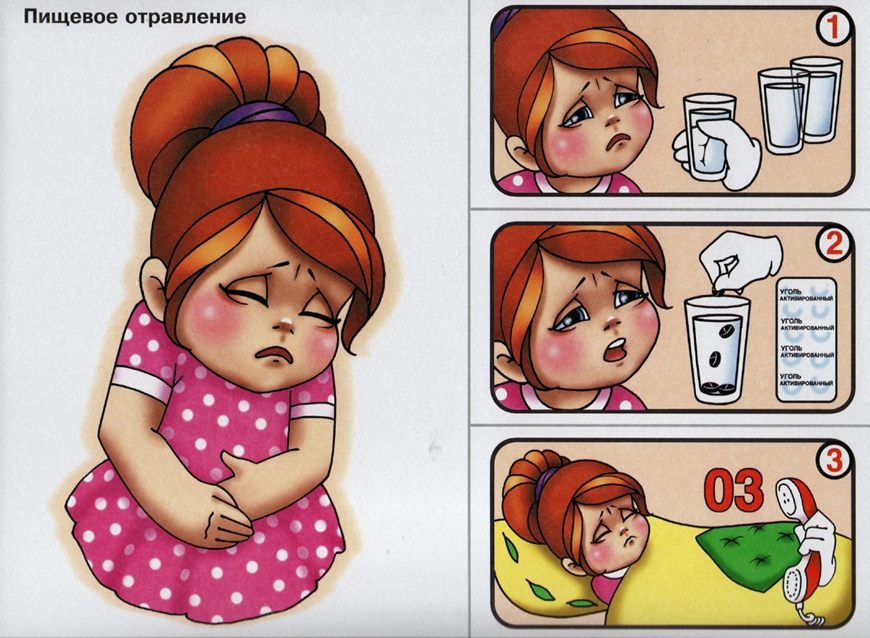 Пищевое отравление
1
2
УГОЛЬ
АКТИВИРОВАННЫЙ
УГОЛЬ
АКТИВИРОВАННЫЙ
УГОЛЬ
АКТИВИРОВАННЫЙ
УГОЛЬ
АКТИВИРОВАННЫЙ
3
03